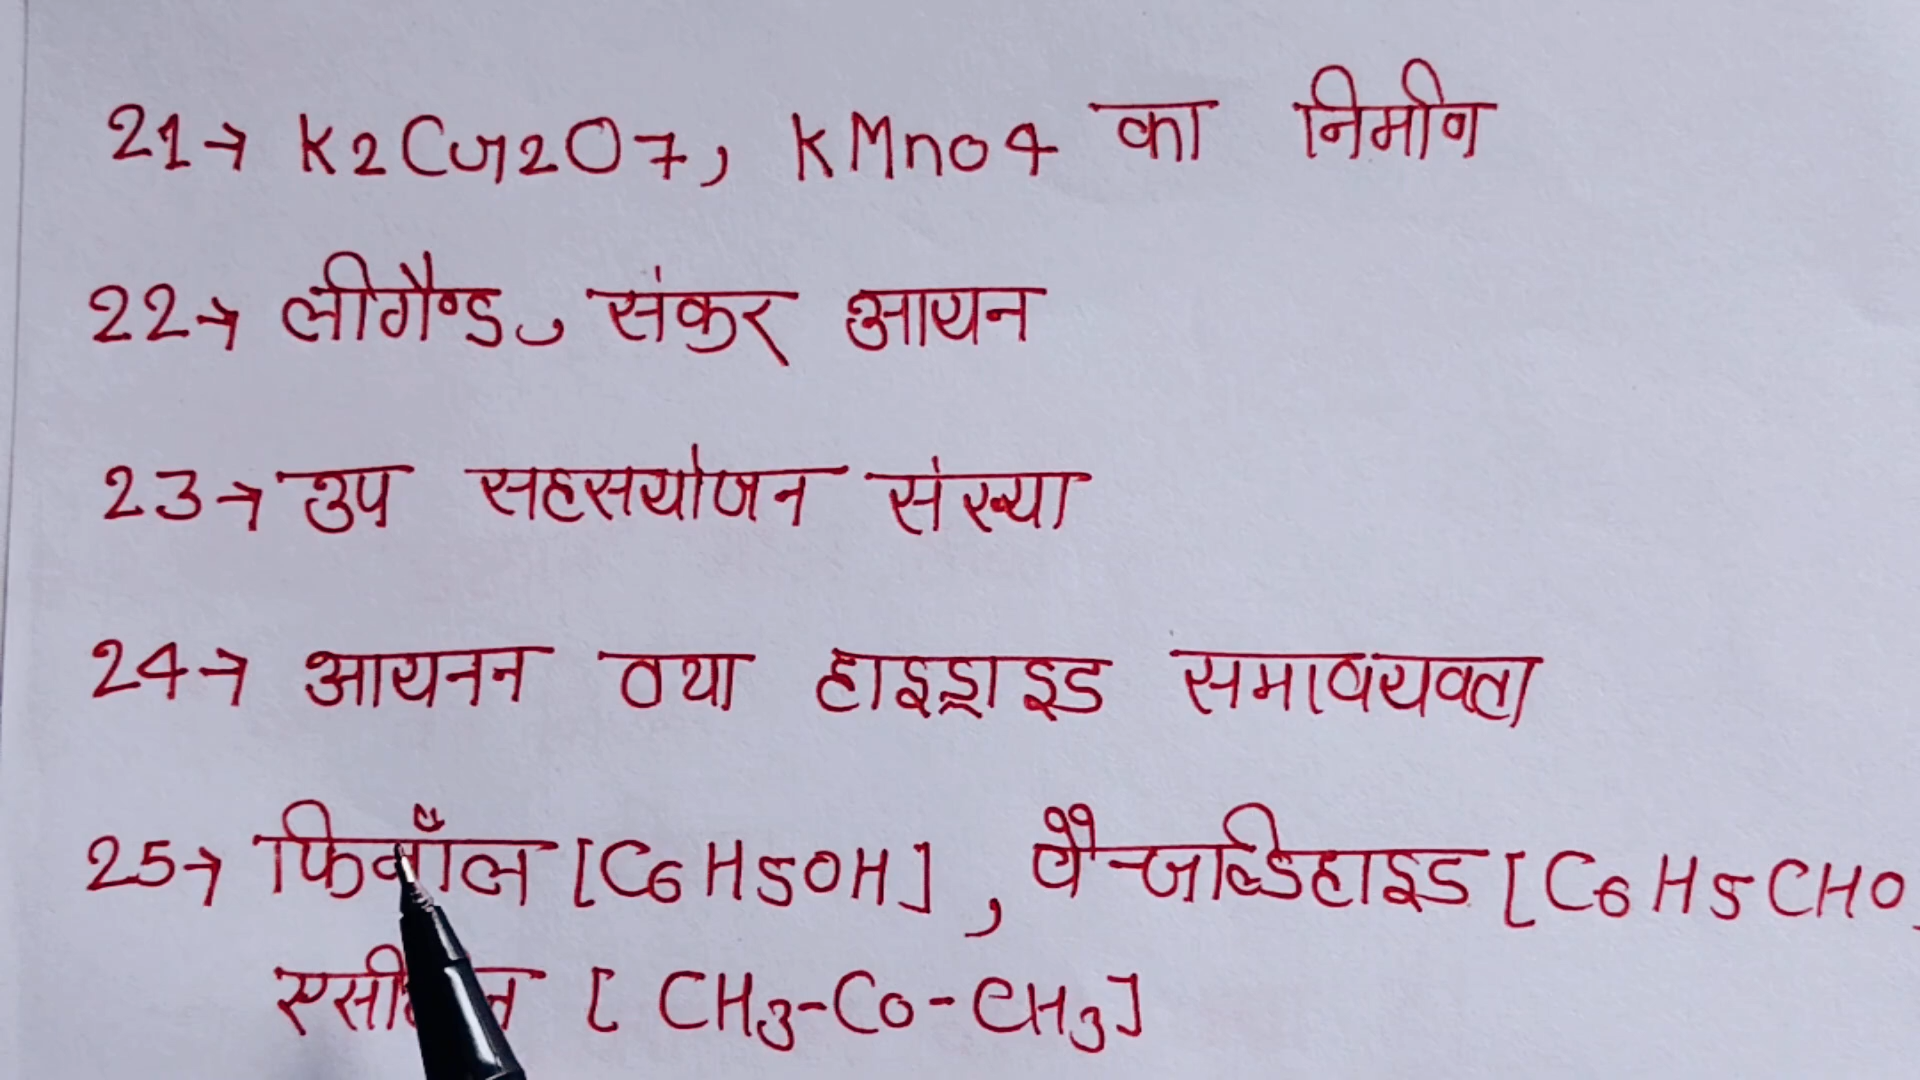 21→ K2Cr2O7, KMnO4 का निर्माण
22→ लीगैण्ड, संकुर आयन
23→ उप सहसयोजन संख्या
24→ आयनन तथा हाइड्राइड समावयवता
25→ फिनॉल [C6H5OH], वैन्जल्डिहाइड [C6H5CHO
[CH3-CO-CH3]